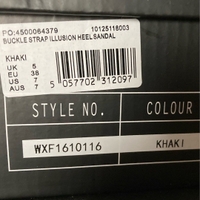 PO:4500064379 10125118003
BUCKLE STRAP ILLUSION HEEL SANDAL
KHAKI
UK 5
EU 38
US 7
AUS 7
5 057702 312097
STYLE NO. COLOUR
WXF1610116 KHAKI